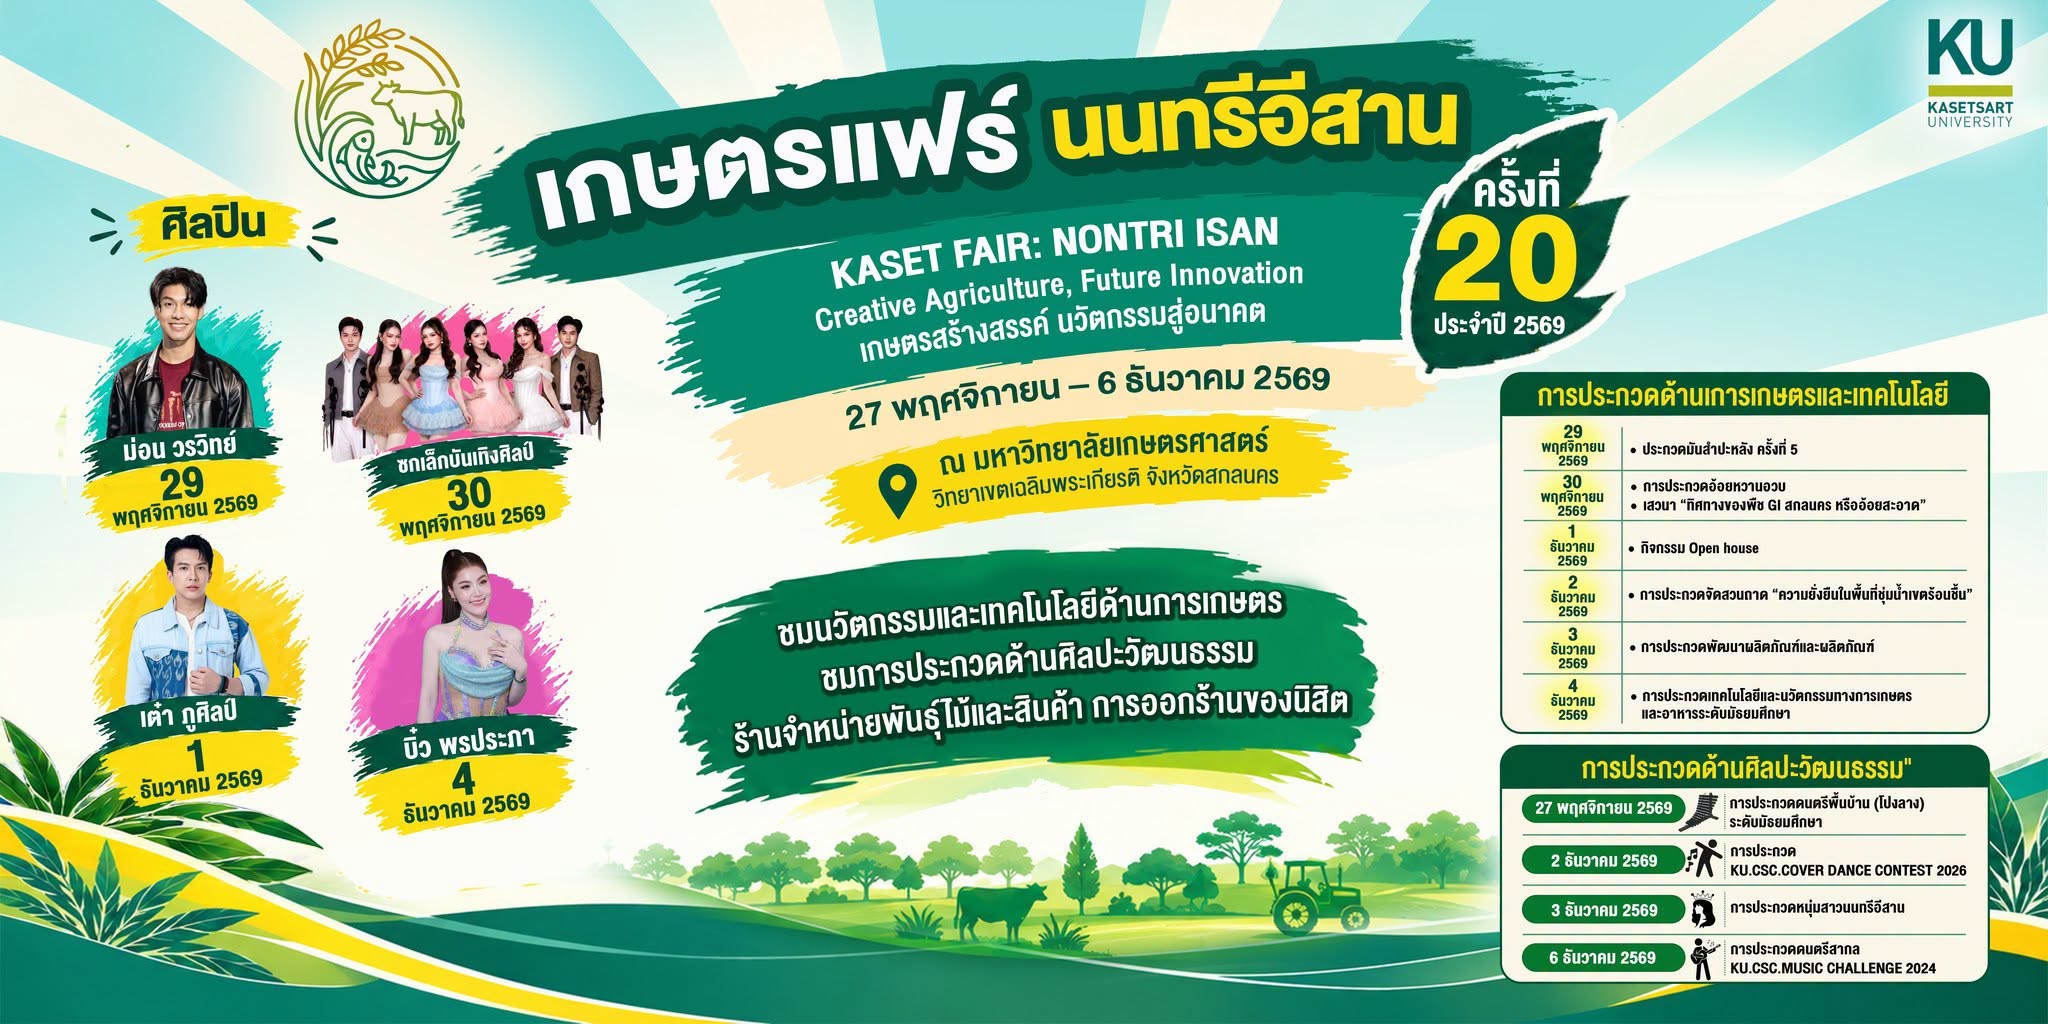 KU
KASETSART
UNIVERSITY
เกษตรแฟร์ นนทรีอีสาน
ครั้งที่
20
ประจำปี 2569
KASET FAIR: NONTRI ISAN
Creative Agriculture, Future Innovation
เกษตรสร้างสรรค์ นวัตกรรมสู่อนาคต
27 พฤศจิกายน – 6 ธันวาคม 2569
ณ มหาวิทยาลัยเกษตรศาสตร์
วิทยาเขตเฉลิมพระเกียรติ จังหวัดสกลนคร
ศิลปิน
ม่อน วรวิทย์
29
พฤศจิกายน 2569
ซกเล็กบันเทิงศิลป์
30
พฤศจิกายน 2569
เต๋า ภูศิลป์
1
ธันวาคม 2569
บิ๋ว พรประภา
4
ธันวาคม 2569
ชมนวัตกรรมและเทคโนโลยีด้านการเกษตร
ชมการประกวดด้านศิลปะวัฒนธรรม
ร้านจำหน่ายพันธุ์ไม้และสินค้า การออกร้านของนิสิต
การประกวดด้านเการเกษตรและเทคโนโลยี
29
พฤศจิกายน
2569
• ประกวดมันสำปะหลัง ครั้งที่ 5
30
พฤศจิกายน
2569
• การประกวดอ้อยหวานอวบ
• เสวนา “ทิศทางของพืช GI สกลนคร หรืออ้อยสะอาด”
1
ธันวาคม
2569
• กิจกรรม Open house
2
ธันวาคม
2569
• การประกวดจัดสวนถาด “ความยั่งยืนในพื้นที่ชุ่มน้ำเขตร้อนชื้น”
3
ธันวาคม
2569
• การประกวดพัฒนาผลิตภัณฑ์และผลิตภัณฑ์
4
ธันวาคม
2569
• การประกวดเทคโนโลยีและนวัตกรรมทางการเกษตร
และอาหารระดับมัธยมศึกษา
การประกวดด้านศิลปะวัฒนธรรม"
27 พฤศจิกายน 2569
การประกวดดนตรีพื้นบ้าน (โปงลาง)
ระดับมัธยมศึกษา
2 ธันวาคม 2569
การประกวด
KU.CSC.COVER DANCE CONTEST 2026
3 ธันวาคม 2569
การประกวดหนุ่มสาวนนทรีอีสาน
6 ธันวาคม 2569
การประกวดดนตรีสากล
KU.CSC.MUSIC CHALLENGE 2024